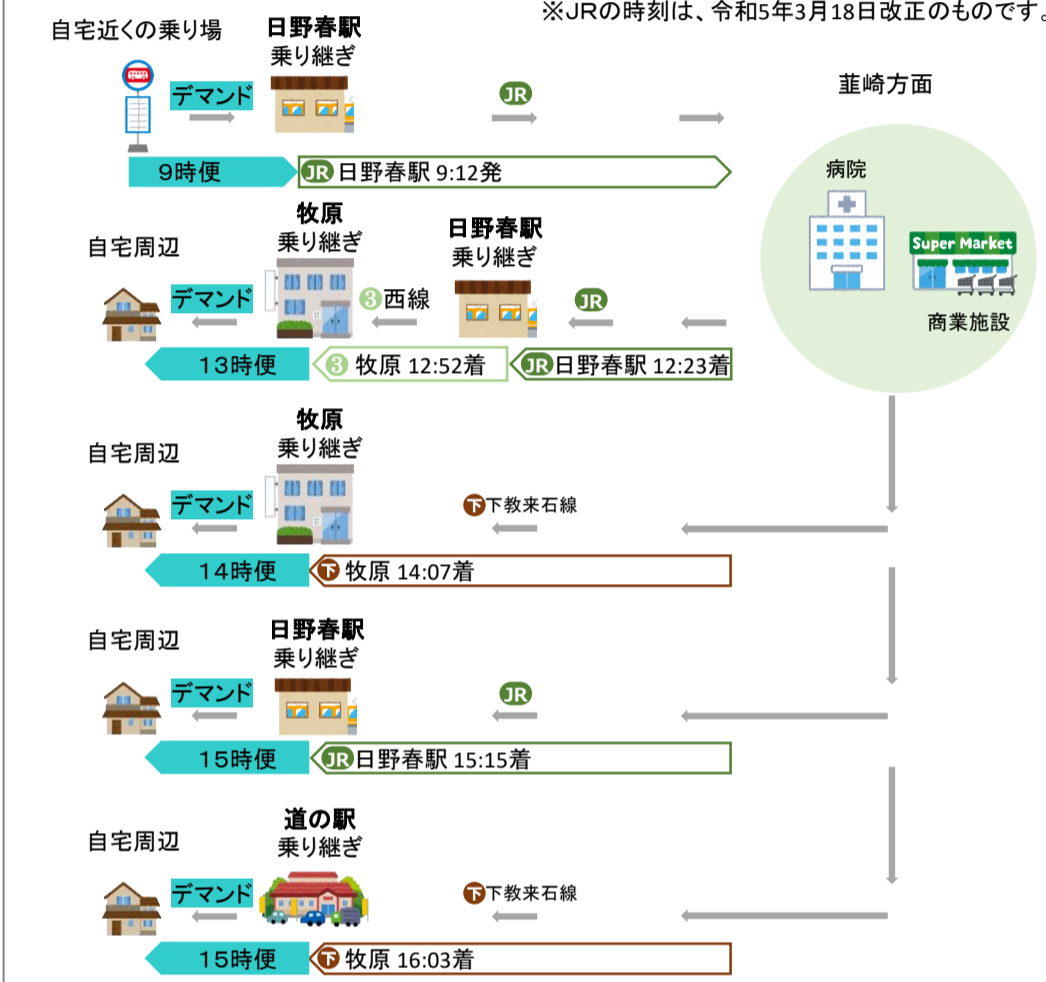 ※JRの時刻は、令和5年3月18日改正のものです。
自宅近くの乗り場
日野春駅
乗り継ぎ
デマンド
JR
韮崎方面
9時便
JR 日野春駅 9:12発
病院
Super Market
商業施設
自宅周辺
牧原
乗り継ぎ
日野春駅
乗り継ぎ
デマンド
③西線
JR
13時便
③ 牧原 12:52着
JR 日野春駅 12:23着
自宅周辺
牧原
乗り継ぎ
デマンド
下 下教来石線
14時便
下 牧原 14:07着
自宅周辺
日野春駅
乗り継ぎ
デマンド
JR
15時便
JR 日野春駅 15:15着
自宅周辺
道の駅
乗り継ぎ
デマンド
下 下教来石線
15時便
下 牧原 16:03着